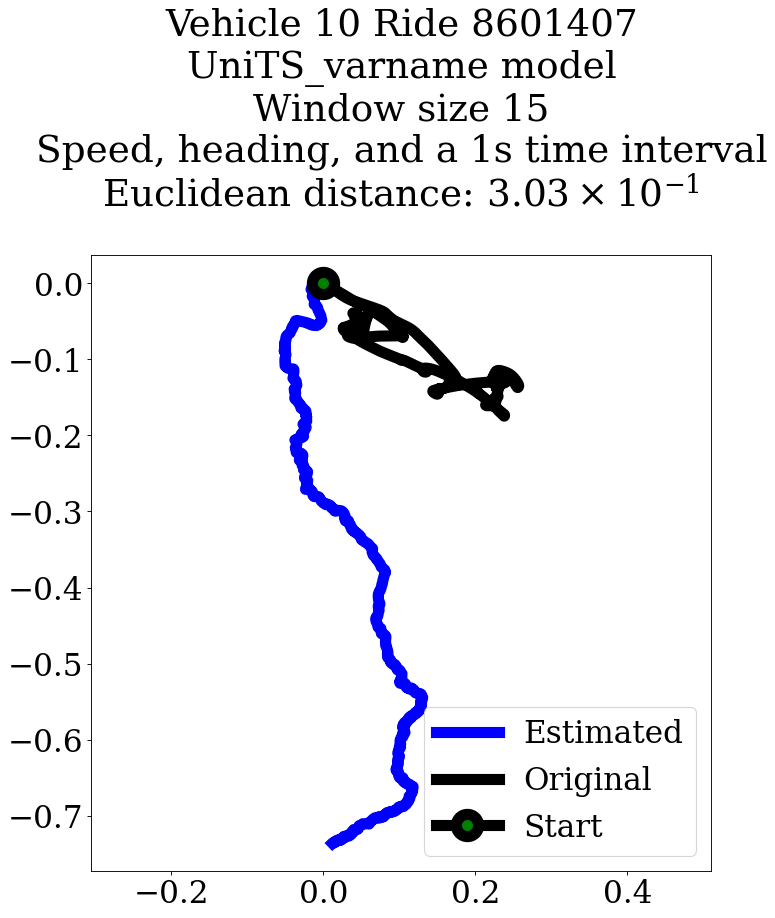 Vehicle 10 Ride 8601407
UniTS_varname model
Window size 15
Speed, heading, and a 1s time interval
Euclidean distance: 3.03 × 10⁻¹
0.0
−0.1
−0.2
−0.3
−0.4
−0.5
−0.6
−0.7
Estimated
Original
Start
−0.2 0.0 0.2 0.4